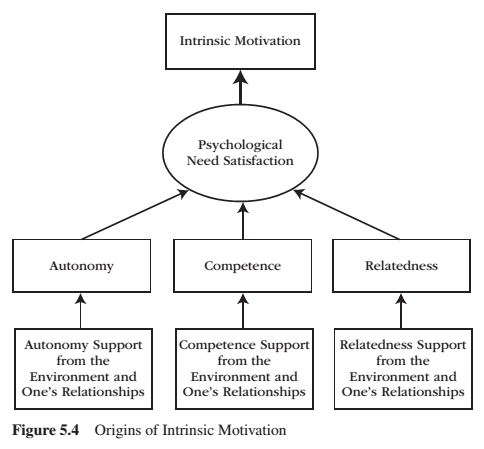 Intrinsic Motivation
Psychological
Need Satisfaction
Autonomy
Competence
Relatedness
Autonomy Support
from the
Environment and
One's Relationships
Competence Support
from the
Environment and
One's Relationships
Relatedness Support
from the
Environment and
One's Relationships
Figure 5.4 Origins of Intrinsic Motivation